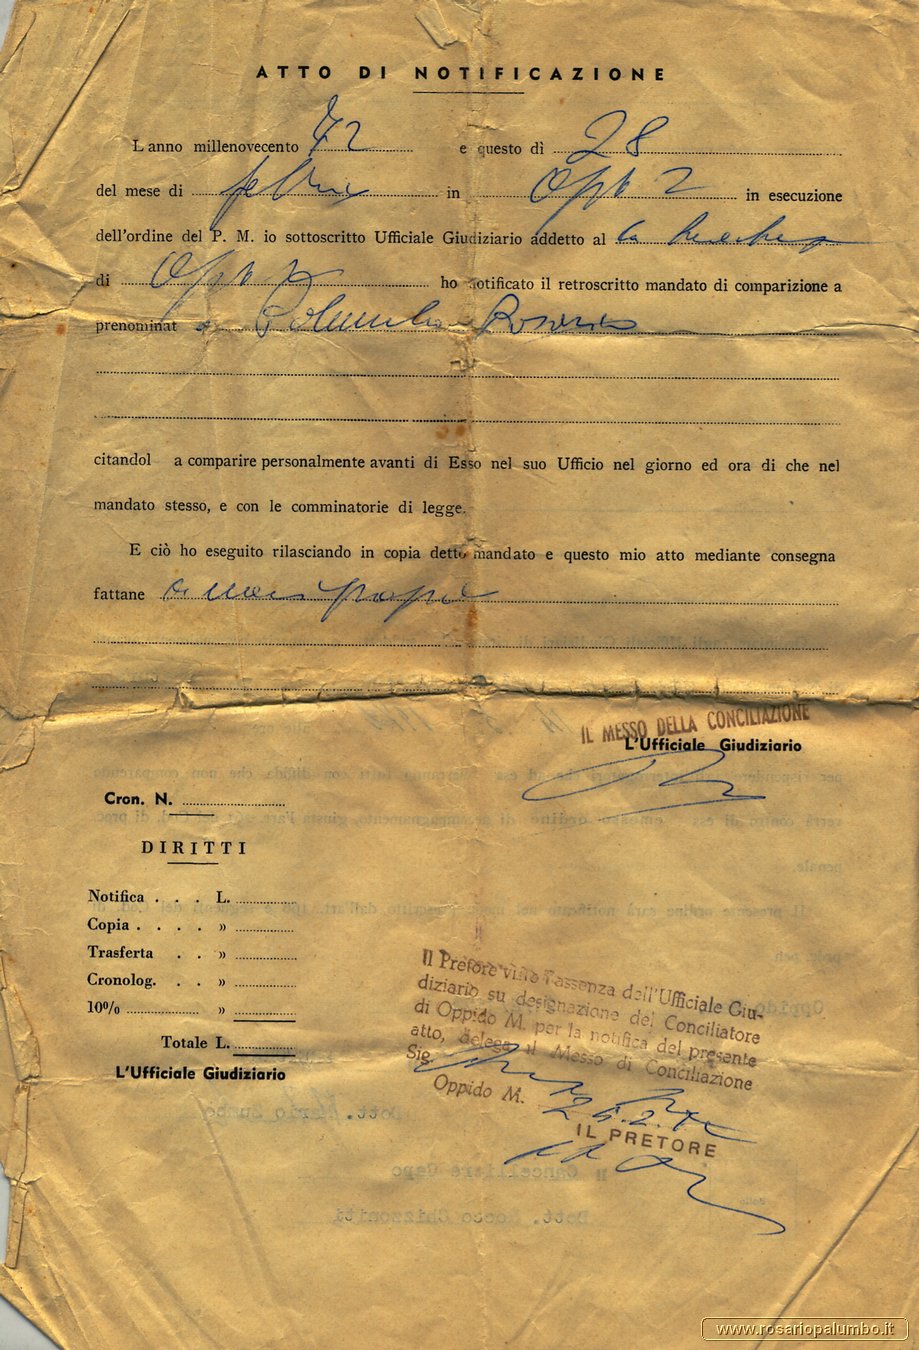 ATTO DI NOTIFICAZIONE
L'anno millenovecento 72 e questo dì 28
del mese di in in esecuzione
dell'ordine del P. M. io sottoscritto Ufficiale Giudiziario addetto al
di ho notificato il retroscritto mandato di comparizione a
prenominat o Palumbo Rosario
citandol a comparire personalmente avanti di Esso nel suo Ufficio nel giorno ed ora di che nel
mandato stesso, e con le comminatorie di legge.
E ciò ho eseguito rilasciando in copia detto mandato e questo mio atto mediante consegna
fattane a mani proprie
IL MESSO DELLA CONCILIAZIONE
L'Ufficiale Giudiziario
Cron. N.
DIRITTI
Notifica . . . L.
Copia . . . . »
Trasferta . . »
Cronolog. . . »
10% »
Totale L.
L'Ufficiale Giudiziario
Il Pretore vista l'assenza dell'Ufficiale Giu-
diziario su designazione del Conciliatore
di Oppido M. per la notifica del presente
atto, delega il Messo di Conciliazione
Sig.
Oppido M.
IL PRETORE
www.rosariopalumbo.it